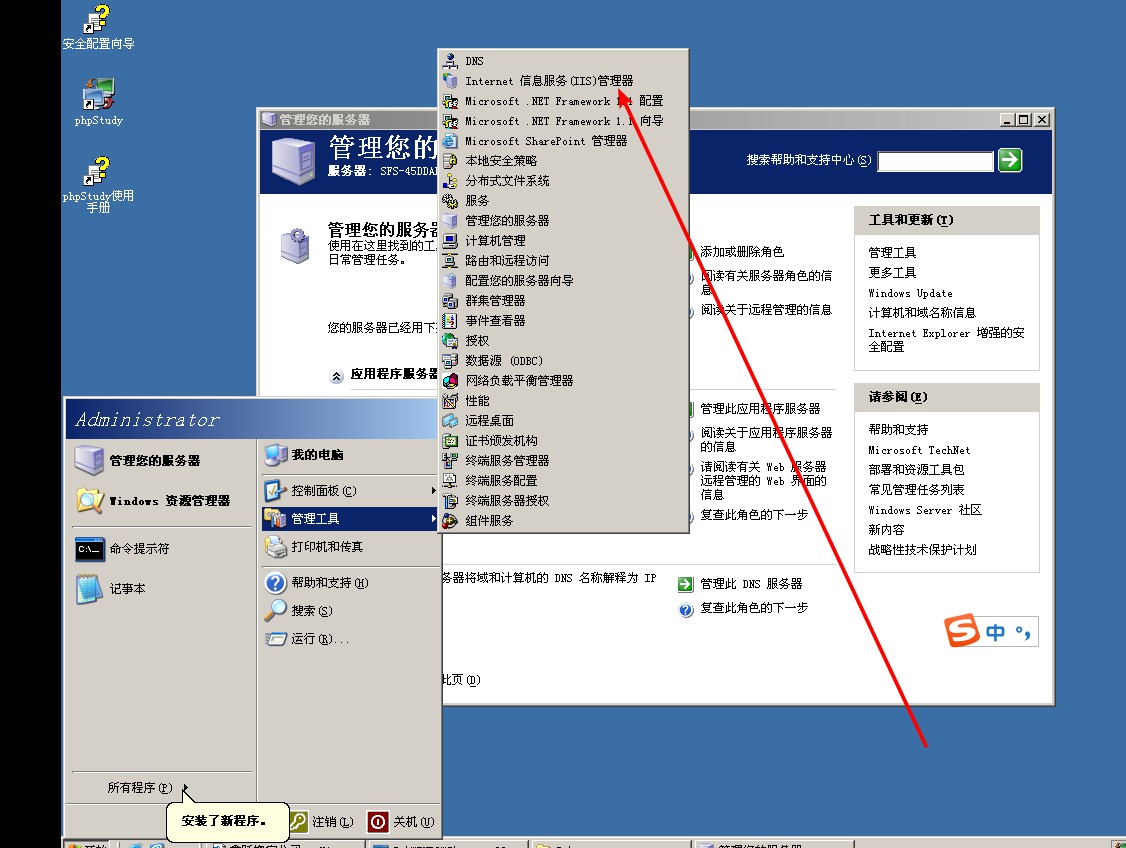 安全配置向导
phpStudy
phpStudy使用
手册
管理您的服务器
管理您的
服务器: SFS-45DDA
搜索帮助和支持中心(S)
管理您的服务器
使用在这里找到的工
日常管理任务。
您的服务器已经用下
应用程序服务器
添加或删除角色
阅读有关服务器角色的信
息
阅读关于远程管理的信息
管理此应用程序服务器
阅读关于应用程序服务器
的信息
请阅读有关 Web 服务器
远程管理的 Web 界面的
信息
复查此角色的下一步
务器将域和计算机的 DNS 名称解释为 IP
管理此 DNS 服务器
复查此角色的下一步
此页(D)
工具和更新(T)
管理工具
更多工具
Windows Update
计算机和域名称信息
Internet Explorer 增强的安
全配置
请参阅(E)
帮助和支持
Microsoft TechNet
部署和资源工具包
常见管理任务列表
Windows Server 社区
新内容
战略性技术保护计划
中 °,
DNS
Internet 信息服务(IIS)管理器
Microsoft .NET Framework 1.1 配置
Microsoft .NET Framework 1.1 向导
Microsoft SharePoint 管理器
本地安全策略
分布式文件系统
服务
管理您的服务器
计算机管理
路由和远程访问
配置您的服务器向导
群集管理器
事件查看器
授权
数据源 (ODBC)
网络负载平衡管理器
性能
远程桌面
证书颁发机构
终端服务管理器
终端服务配置
终端服务器授权
组件服务
Administrator
管理您的服务器
Windows 资源管理器
命令提示符
记事本
所有程序(P)
我的电脑
控制面板(C)
管理工具
打印机和传真
帮助和支持(H)
搜索(S)
运行(R)...
安装了新程序。
注销(L)
关机(U)
开始
管理您的服务器